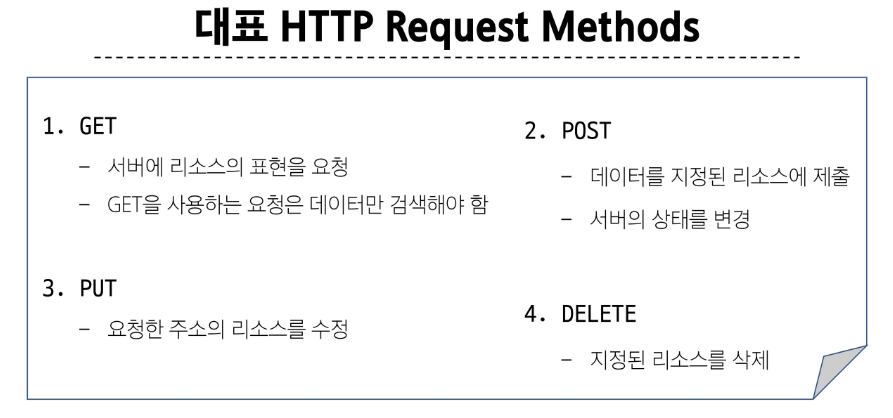 대표 HTTP Request Methods
1. GET
– 서버에 리소스의 표현을 요청
– GET을 사용하는 요청은 데이터만 검색해야 함
2. POST
– 데이터를 지정된 리소스에 제출
– 서버의 상태를 변경
3. PUT
– 요청한 주소의 리소스를 수정
4. DELETE
– 지정된 리소스를 삭제